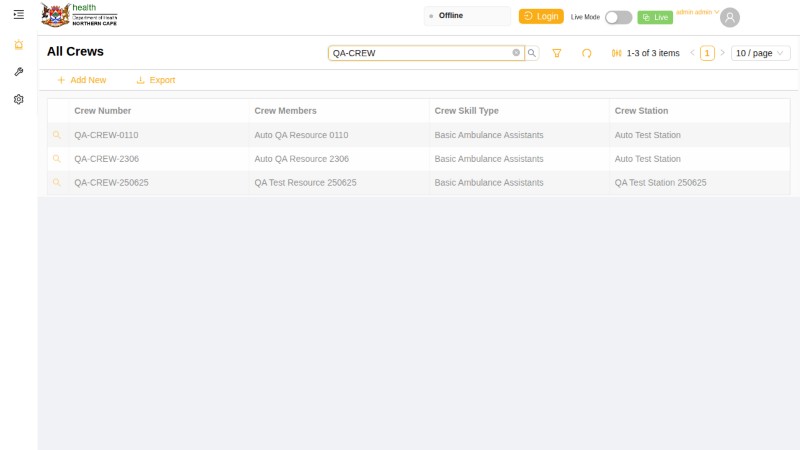 health
Department of Health
NORTHERN CAPE
Offline
Login
Live Mode
Live
admin admin
All Crews
QA-CREW
1-3 of 3 items
1
10 / page
Add New
Export
Crew Number Crew Members Crew Skill Type Crew Station
QA-CREW-0110 Auto QA Resource 0110 Basic Ambulance Assistants Auto Test Station
QA-CREW-2306 Auto QA Resource 2306 Basic Ambulance Assistants Auto Test Station
QA-CREW-250625 QA Test Resource 250625 Basic Ambulance Assistants QA Test Station 250625